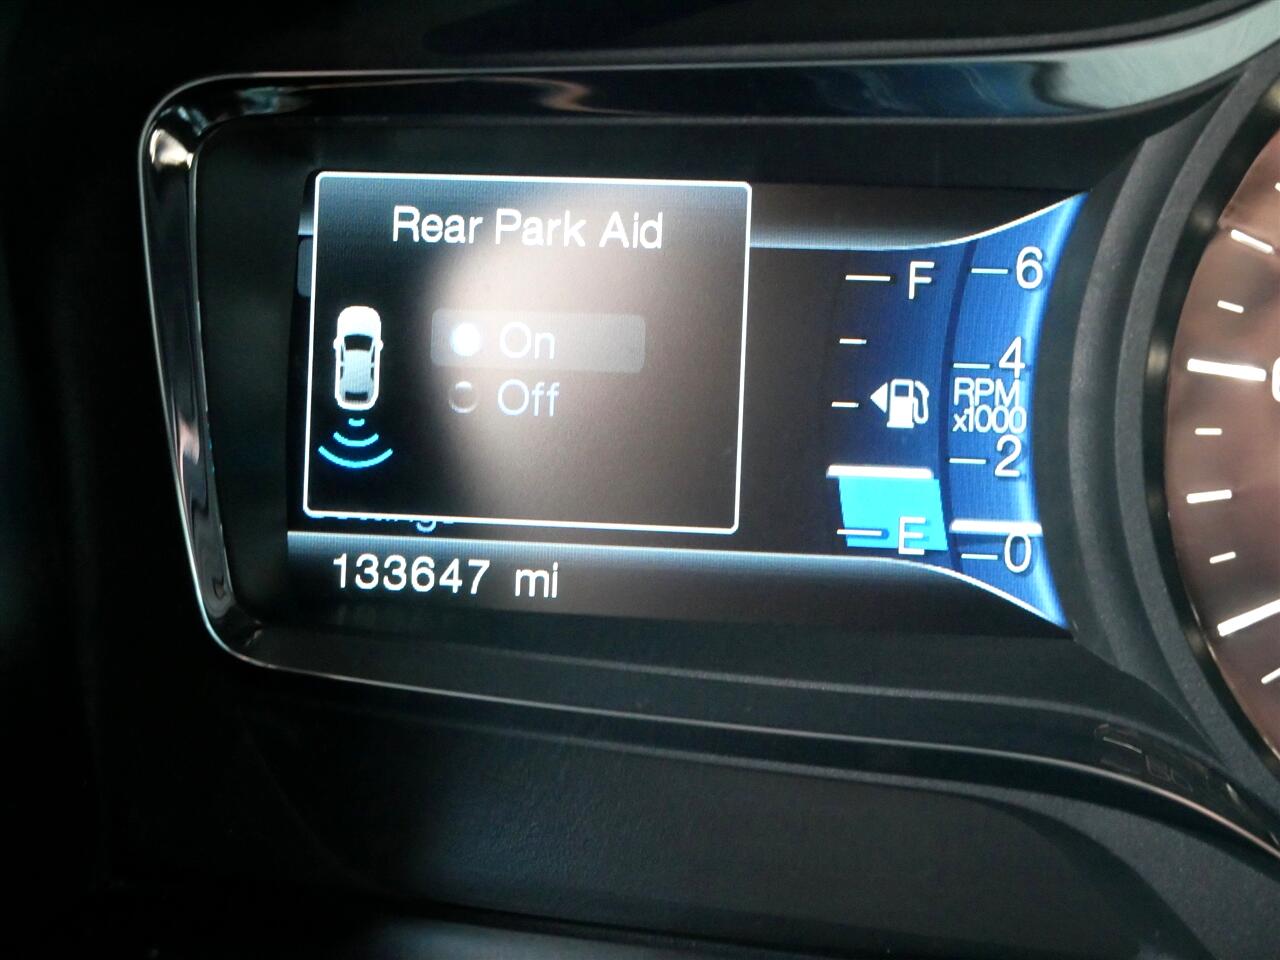 Rear Park Aid
On
Off
133647 mi
F
E
6
4
RPM
x1000
2
0